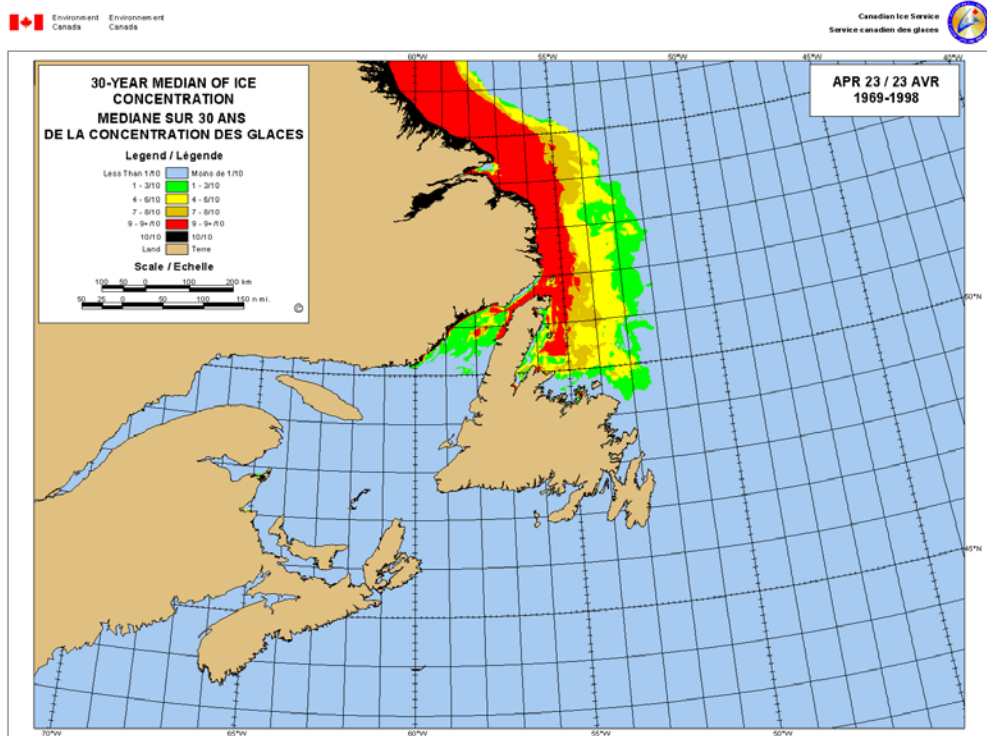 Environment Environnement
Canada Canada
Canadian Ice Service
Service canadien des glaces
60°W 55°W 50°W 45°W 40°W
30-YEAR MEDIAN OF ICE
CONCENTRATION
MEDIANE SUR 30 ANS
DE LA CONCENTRATION DES GLACES
APR 23 / 23 AVR
1969-1998
Legend / Légende
Less Than 1/10 Moins de 1/10
1 - 3/10 1 - 3/10
4 - 6/10 4 - 6/10
7 - 8/10 7 - 8/10
9 - 9+/10 9 - 9+/10
10/10 10/10
Land Terre
Scale / Echelle
100 50 0 100 200 km
50 25 0 50 100 150 n mi.
©
50°N
45°N
70°W 65°W 60°W 55°W 50°W